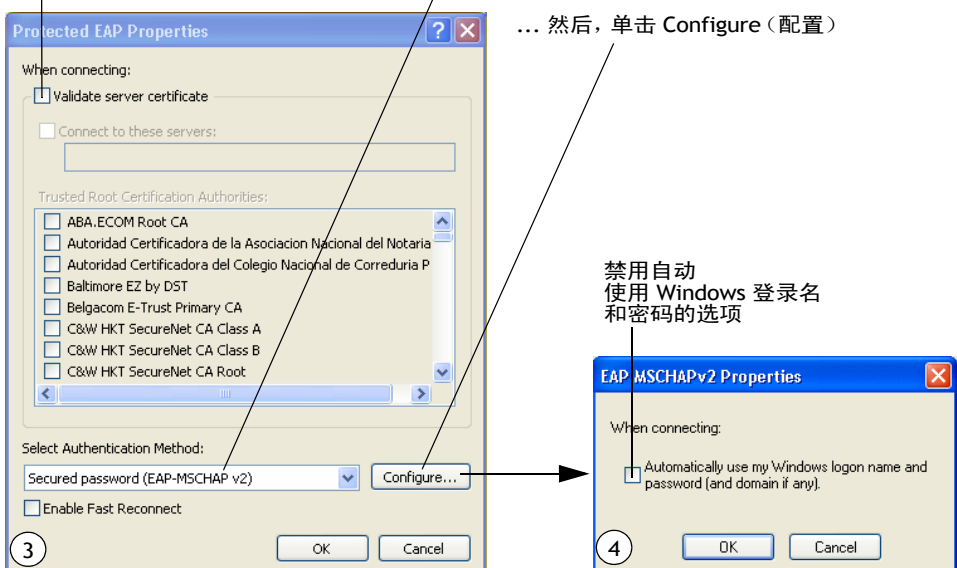 ... 然后，单击 Configure（配置）
Protected EAP Properties
When connecting:
Validate server certificate
Connect to these servers:
Trusted Root Certification Authorities:
ABA.ECOM Root CA
Autoridad Certificadora de la Asociacion Nacional del Notaria
Autoridad Certificadora del Colegio Nacional de Correduria P
Baltimore EZ by DST
Belgacom E-Trust Primary CA
C&W HKT SecureNet CA Class A
C&W HKT SecureNet CA Class B
C&W HKT SecureNet CA Root
Select Authentication Method:
Secured password (EAP-MSCHAP v2)
Configure...
Enable Fast Reconnect
3
OK
Cancel
禁用自动
使用 Windows 登录名
和密码的选项
EAP MSCHAPv2 Properties
When connecting:
Automatically use my Windows logon name and
password (and domain if any).
4
OK
Cancel